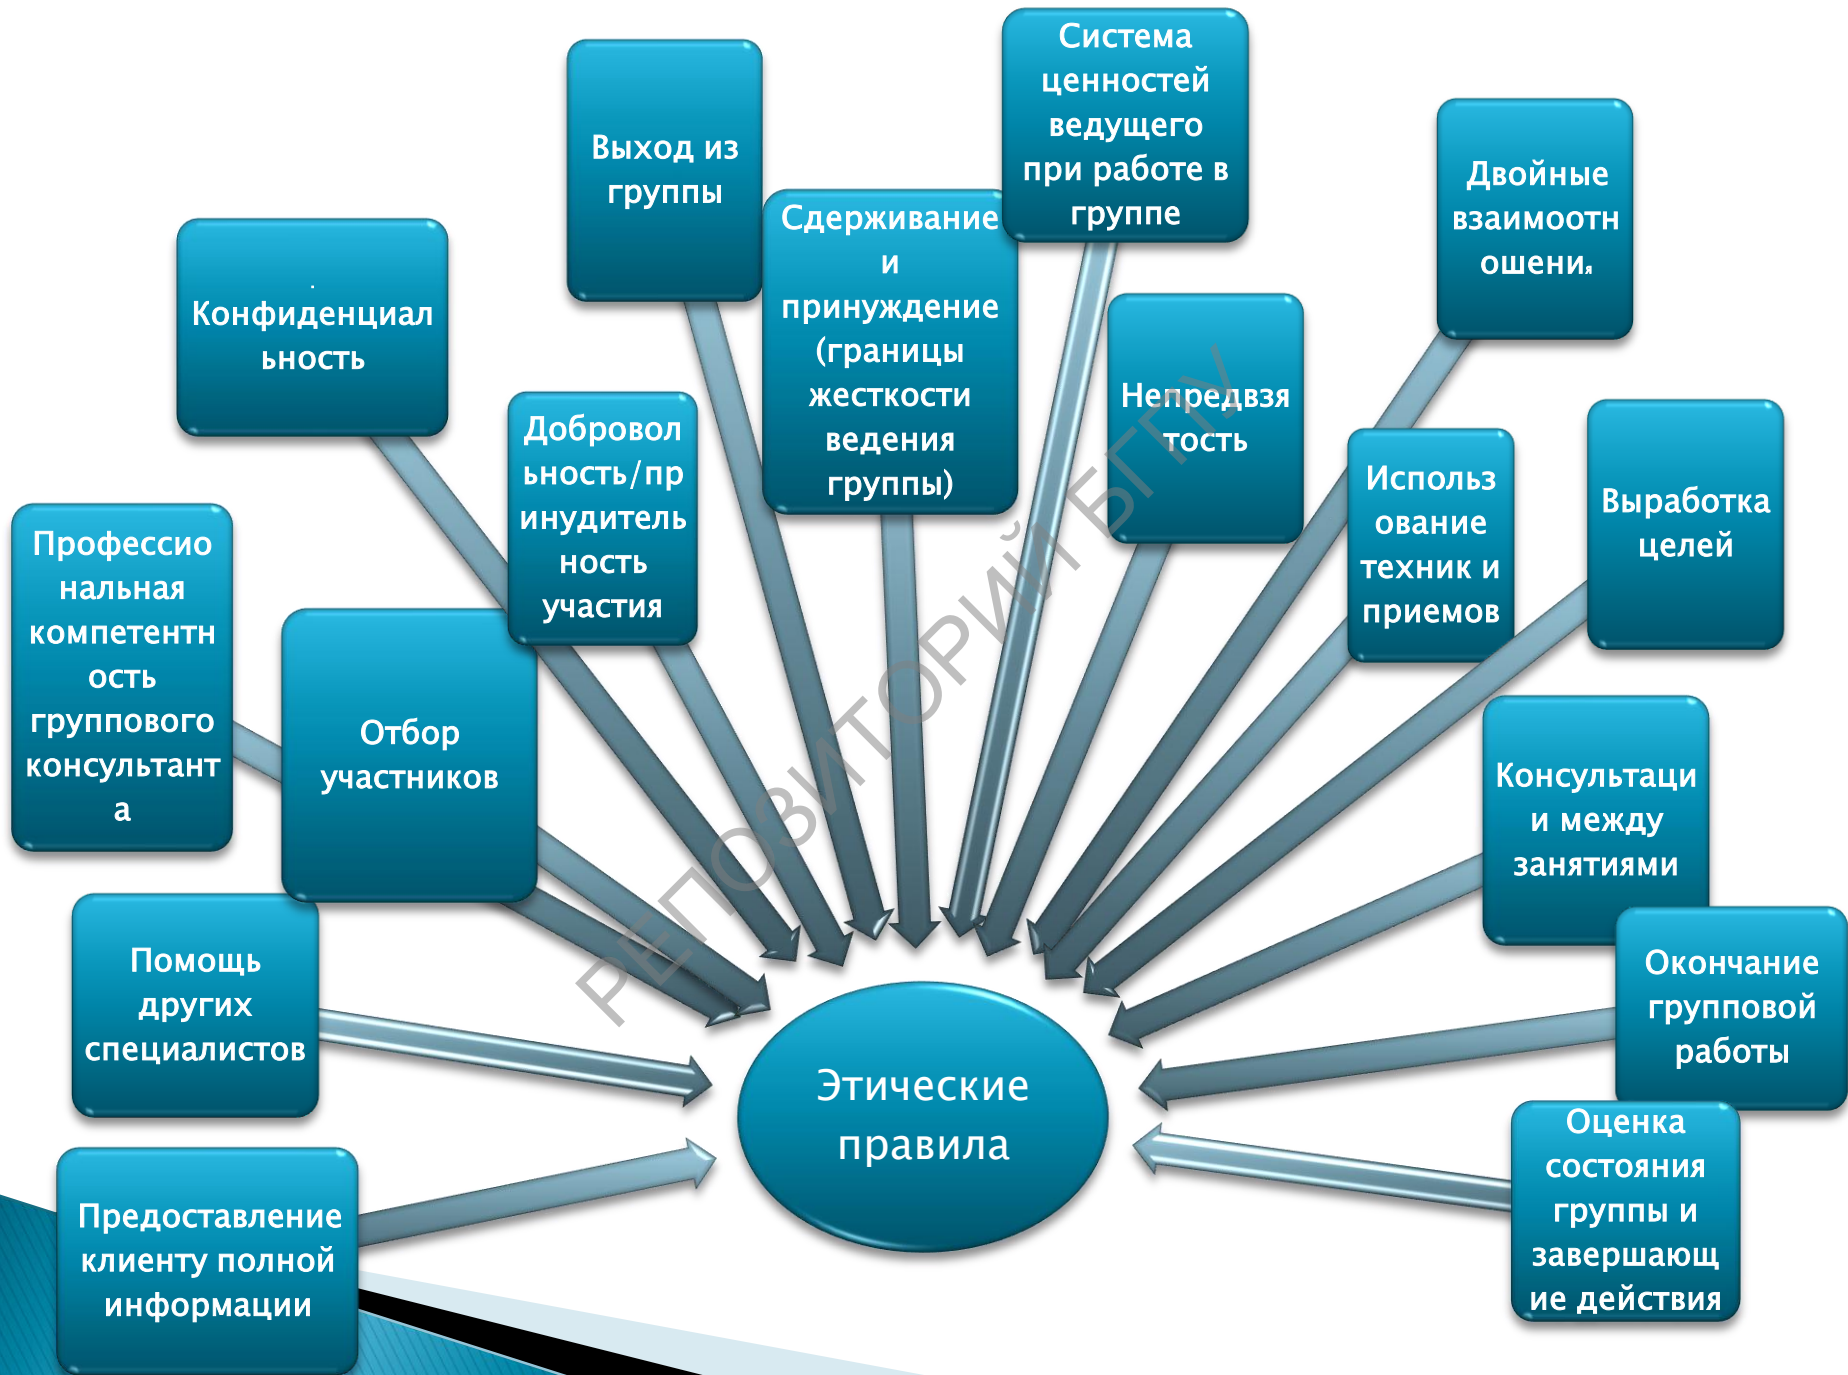 Система
ценностей
ведущего
при работе в
группе
Выход из
группы
Двойные
взаимоотн
ошения
Сдерживание
и
принуждение
(границы
жесткости
ведения
группы)
.
Конфиденциал
ьность
Непредвзя
тость
Добровол
ьность/пр
инудитель
ность
участия
Использ
ование
техник и
приемов
Выработка
целей
Профессио
нальная
компетентн
ость
группового
консультант
а
Отбор
участников
Консультаци
и между
занятиями
Помощь
других
специалистов
Окончание
групповой
работы
Этические
правила
Оценка
состояния
группы и
завершающ
ие действия
Предоставление
клиенту полной
информации
РЕПОЗИТОРИЙ БГПУ